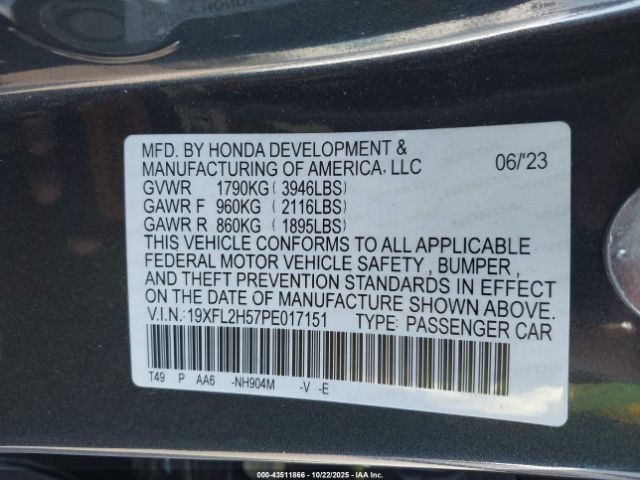 MFD. BY HONDA DEVELOPMENT &
MANUFACTURING OF AMERICA, LLC 06/'23
GVWR 1790KG ( 3946LBS)
GAWR F 960KG ( 2116LBS)
GAWR R 860KG ( 1895LBS)
THIS VEHICLE CONFORMS TO ALL APPLICABLE
FEDERAL MOTOR VEHICLE SAFETY , BUMPER ,
AND THEFT PREVENTION STANDARDS IN EFFECT
ON THE DATE OF MANUFACTURE SHOWN ABOVE.
V.I.N.: 19XFL2H57PE017151 TYPE: PASSENGER CAR
T49 P AA6 -NH904M -V -E
© IAA - 43511866 - 10/22/2025 - IAAI.COM